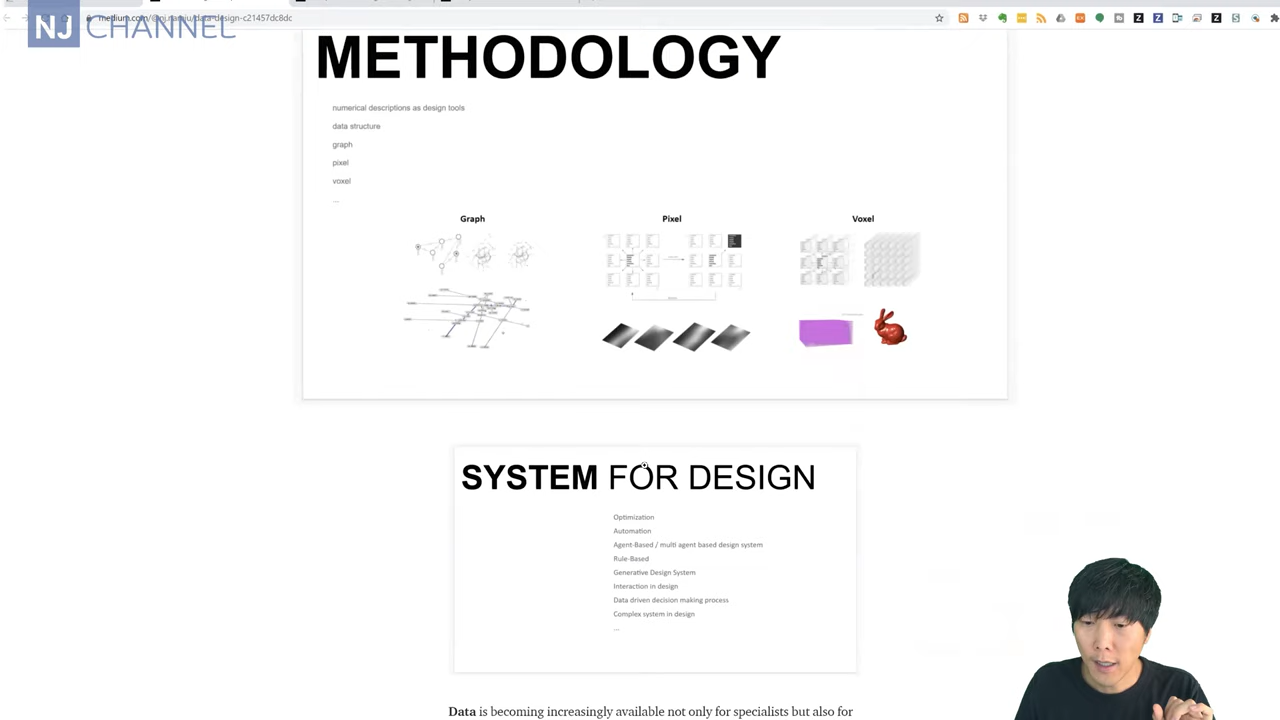 NJ CHANNEL
medium.com/@nj.namju/data-design-c21457dc8dc
METHODOLOGY
numerical descriptions as design tools
data structure
graph
pixel
voxel
...
Graph
Pixel
Voxel
SYSTEM FOR DESIGN
Optimization
Automation
Agent-Based / multi agent based design system
Rule-Based
Generative Design System
Interaction in design
Data driven decision making process
Complex system in design
...
Data is becoming increasingly available not only for specialists but also for